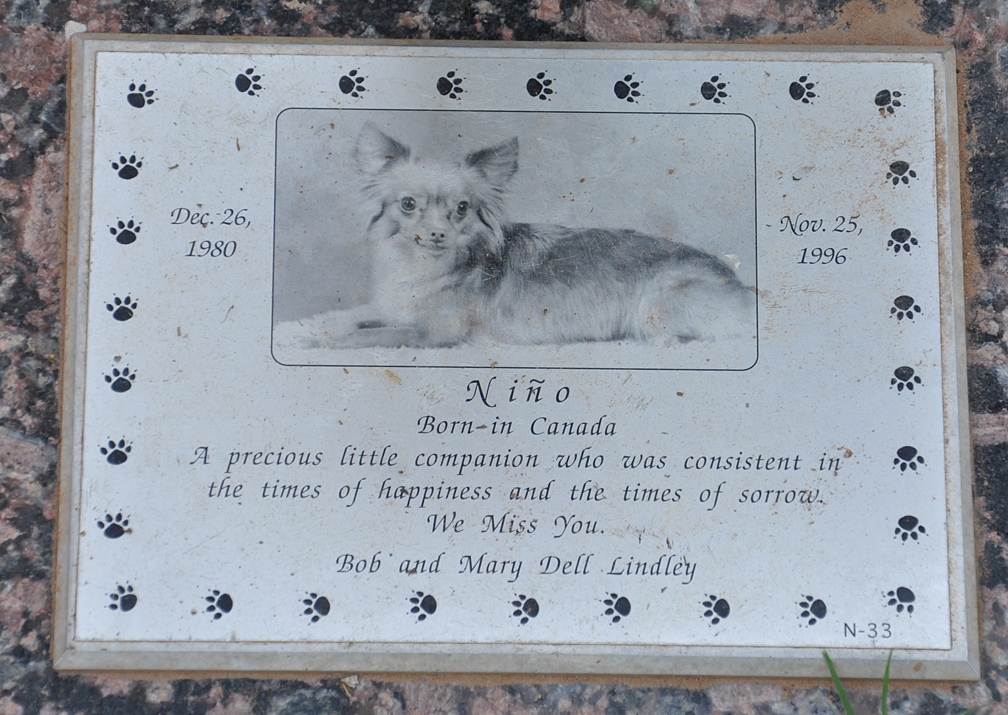 Dec. 26,
1980
Nov. 25,
1996
Niño
Born in Canada
A precious little companion who was consistent in
the times of happiness and the times of sorrow.
We Miss You.
Bob and Mary Dell Lindley
N-33